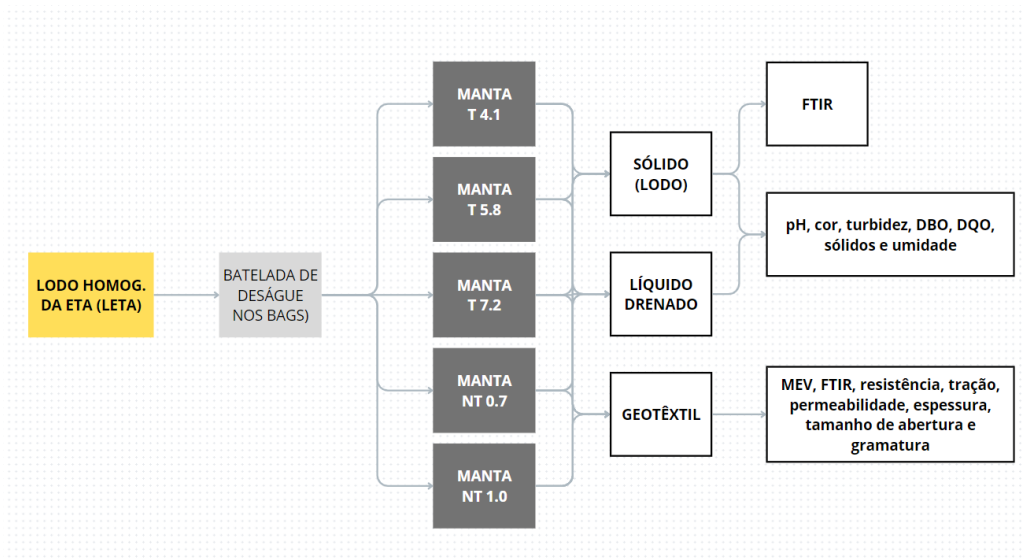 LODO HOMOG.
DA ETA (LETA)
BATELADA DE
DESÁGUE
NOS BAGS)
MANTA
T 4.1
MANTA
T 5.8
MANTA
T 7.2
MANTA
NT 0.7
MANTA
NT 1.0
SÓLIDO
(LODO)
LÍQUIDO
DRENADO
GEOTÊXTIL
FTIR
pH, cor, turbidez, DBO, DQO,
sólidos e umidade
MEV, FTIR, resistência, tração,
permeabilidade, espessura,
tamanho de abertura e
gramatura